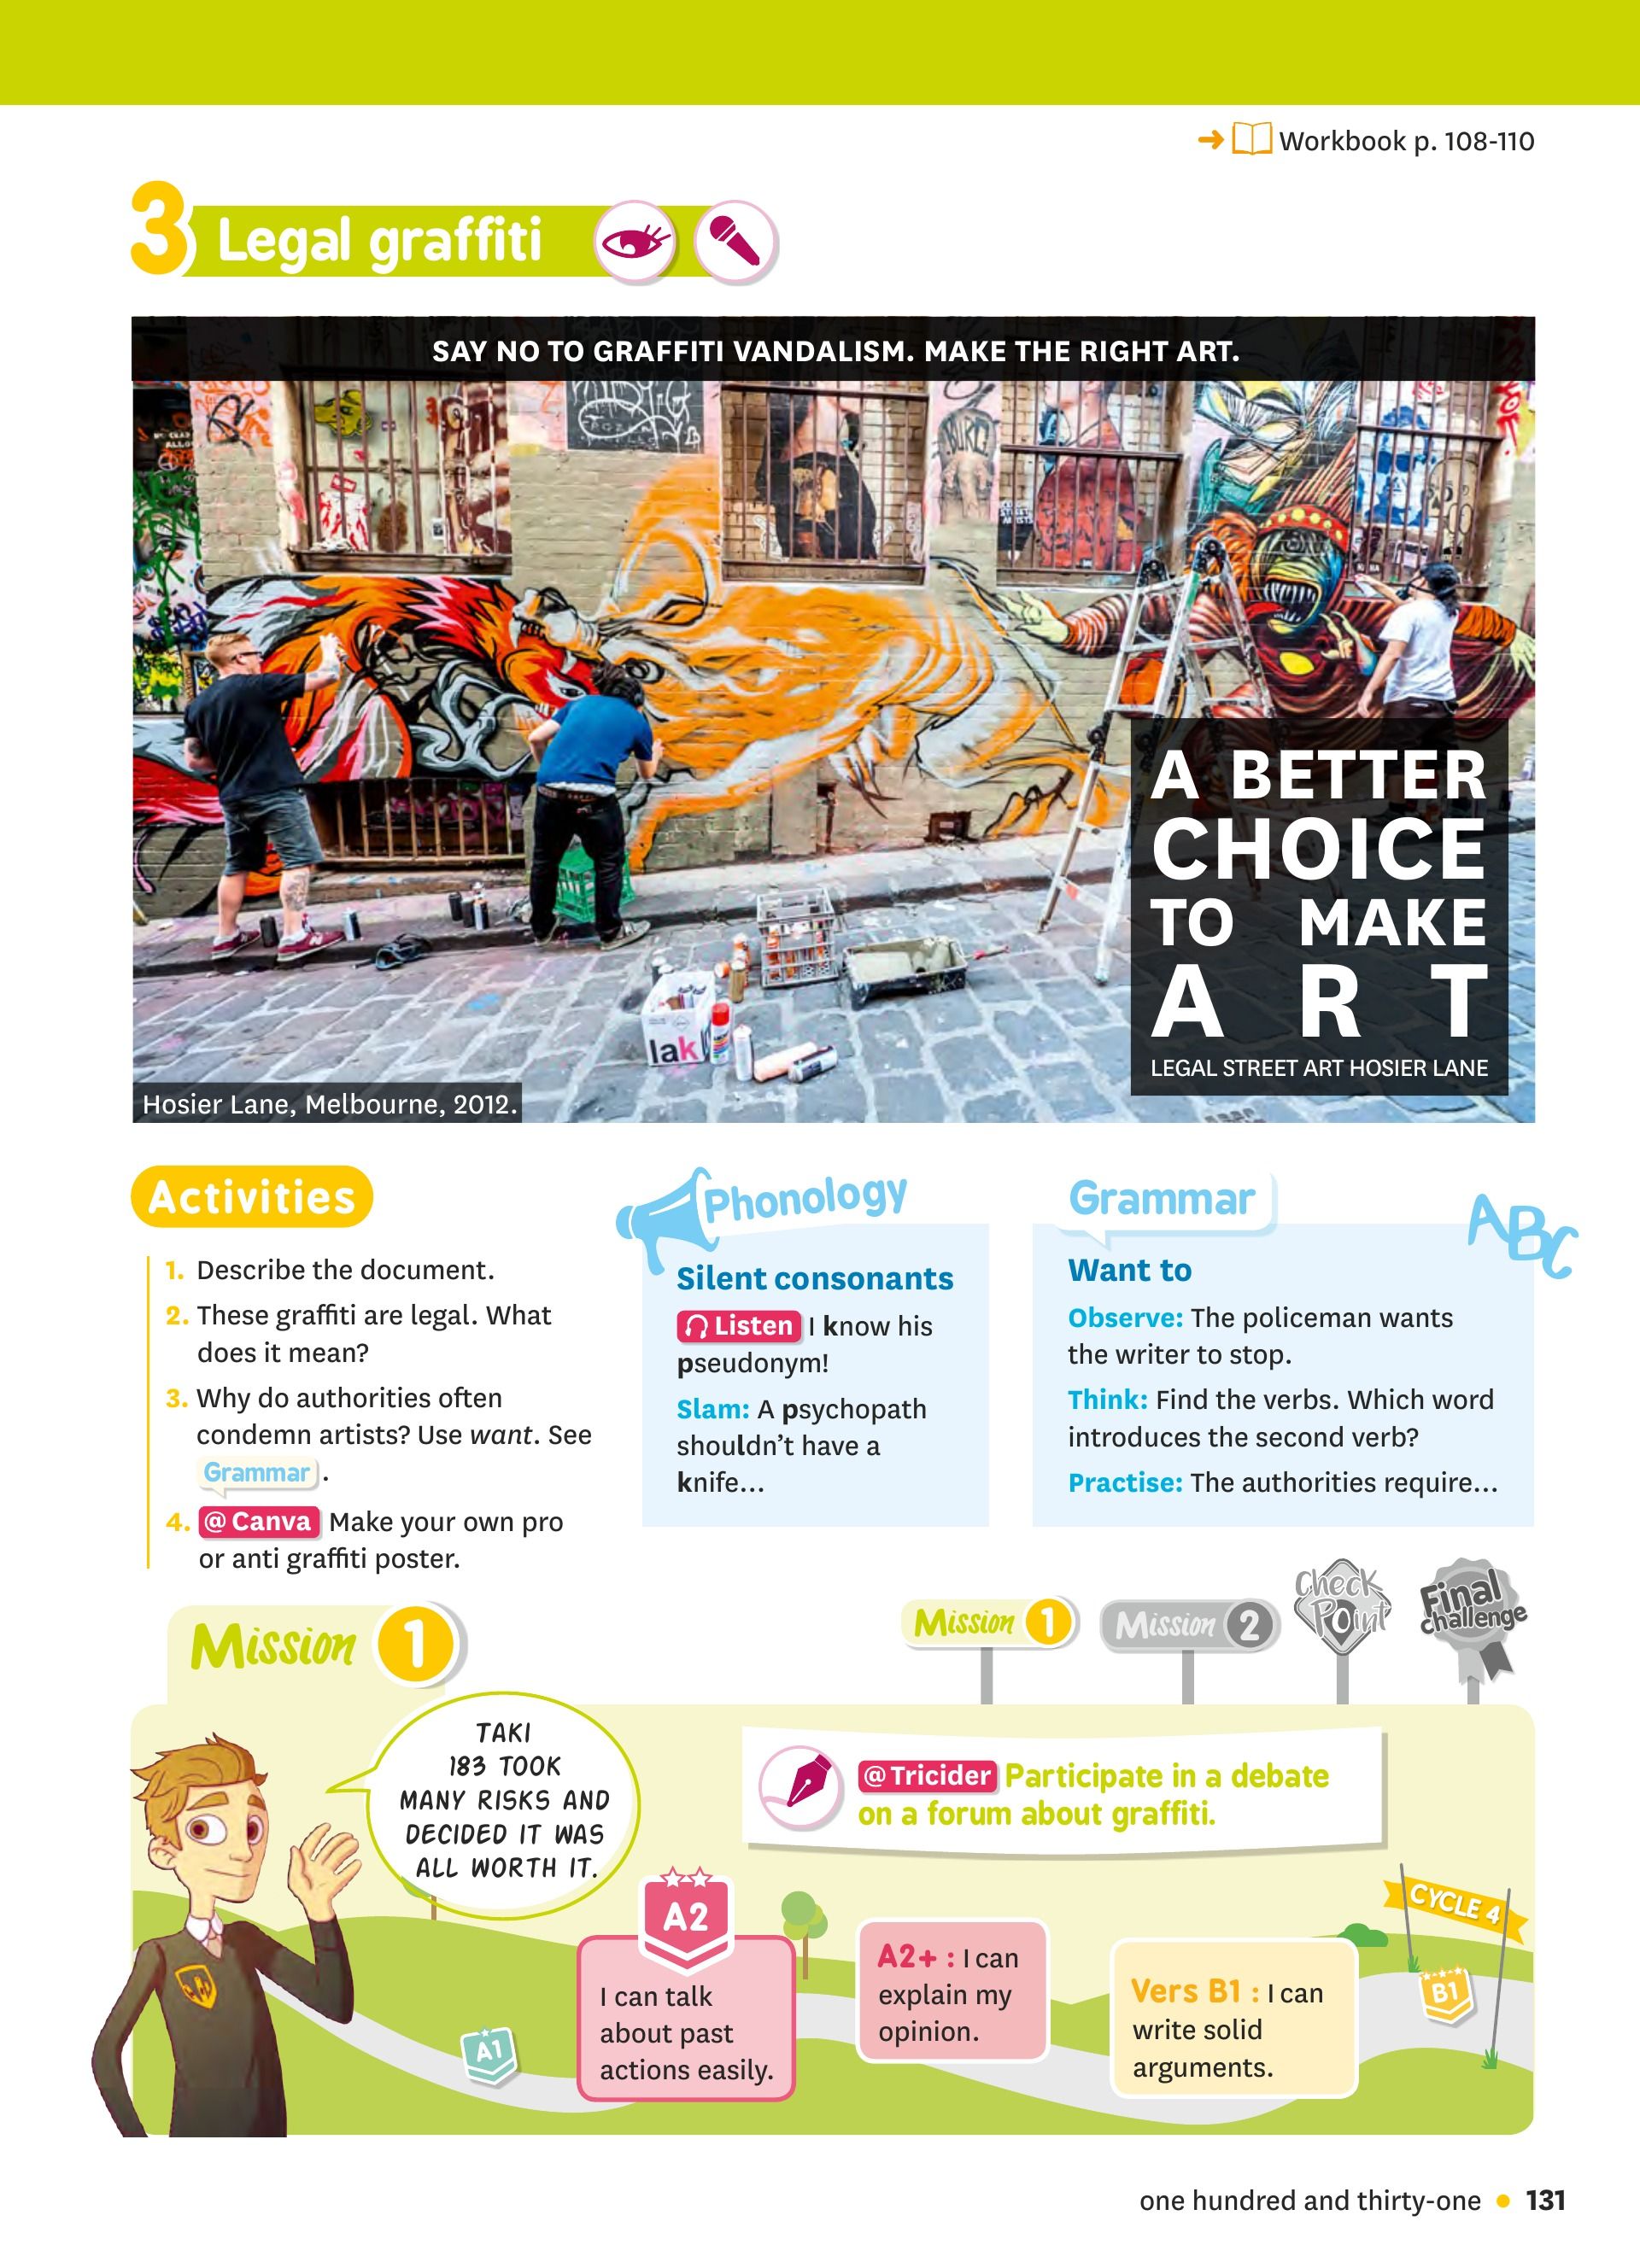 Workbook p. 108-110
3 Legal graffiti
SAY NO TO GRAFFITI VANDALISM. MAKE THE RIGHT ART.
A BETTER
CHOICE
TO MAKE
ART
LEGAL STREET ART HOSIER LANE
lak
Hosier Lane, Melbourne, 2012.
Activities
1. Describe the document.
2. These graffiti are legal. What
does it mean?
3. Why do authorities often
condemn artists? Use want. See
Grammar.
4. @Canva Make your own pro
or anti graffiti poster.
Phonology
Silent consonants
Listen I know his
pseudonym!
Slam: A psychopath
shouldn't have a
knife...
Grammar
ABC
Want to
Observe: The policeman wants
the writer to stop.
Think: Find the verbs. Which word
introduces the second verb?
Practise: The authorities require...
Mission 1
Mission 1
Mission 2
Check
Point
Final
challenge
TAKI
183 TOOK
MANY RISKS AND
DECIDED IT WAS
ALL WORTH IT.
@Tricider Participate in a debate
on a forum about graffiti.
A1
A2
I can talk
about past
actions easily.
A2+ : I can
explain my
opinion.
Vers B1 : I can
write solid
arguments.
CYCLE 4
B1
one hundred and thirty-one • 131